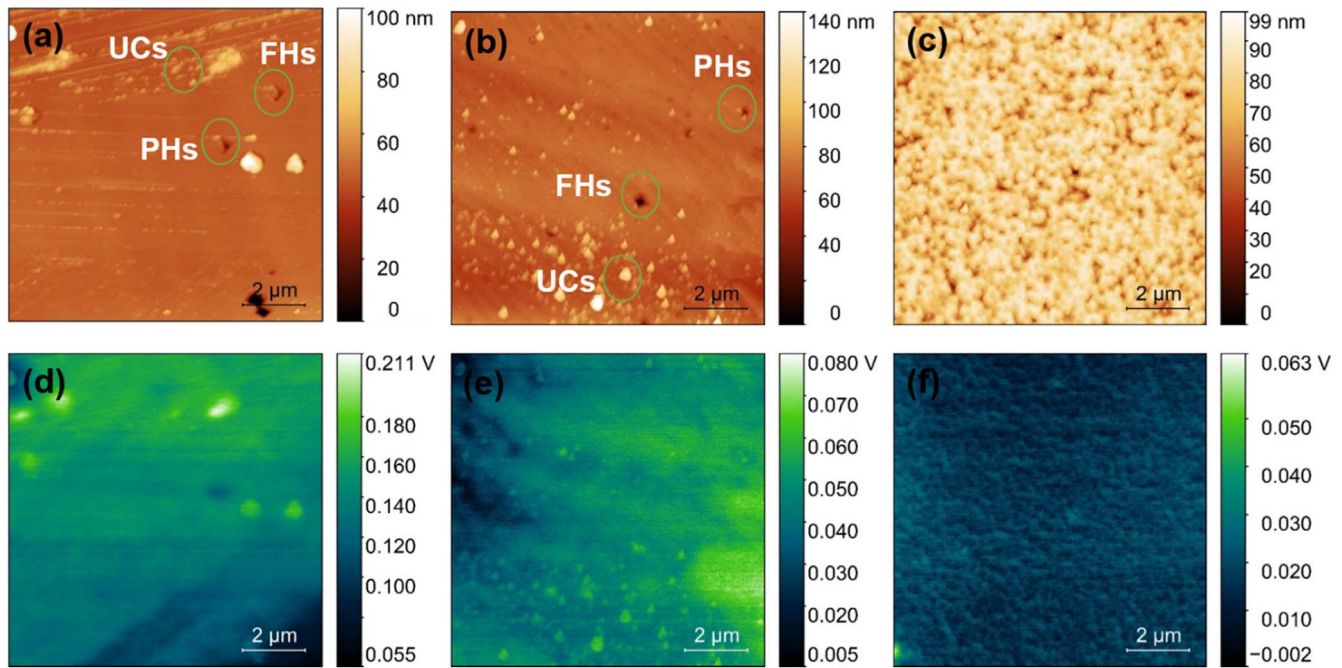 (a)
UCs
FHs
PHs
2 µm
100 nm
80
60
40
20
0
(b)
PHs
FHs
UCs
2 µm
140 nm
120
100
80
60
40
20
0
(c)
2 µm
99 nm
90
80
70
60
50
40
30
20
10
0
(d)
2 µm
0.211 V
0.180
0.160
0.140
0.120
0.100
0.055
(e)
2 µm
0.080 V
0.070
0.060
0.050
0.040
0.030
0.020
0.005
(f)
2 µm
0.063 V
0.050
0.040
0.030
0.020
0.010
−0.002